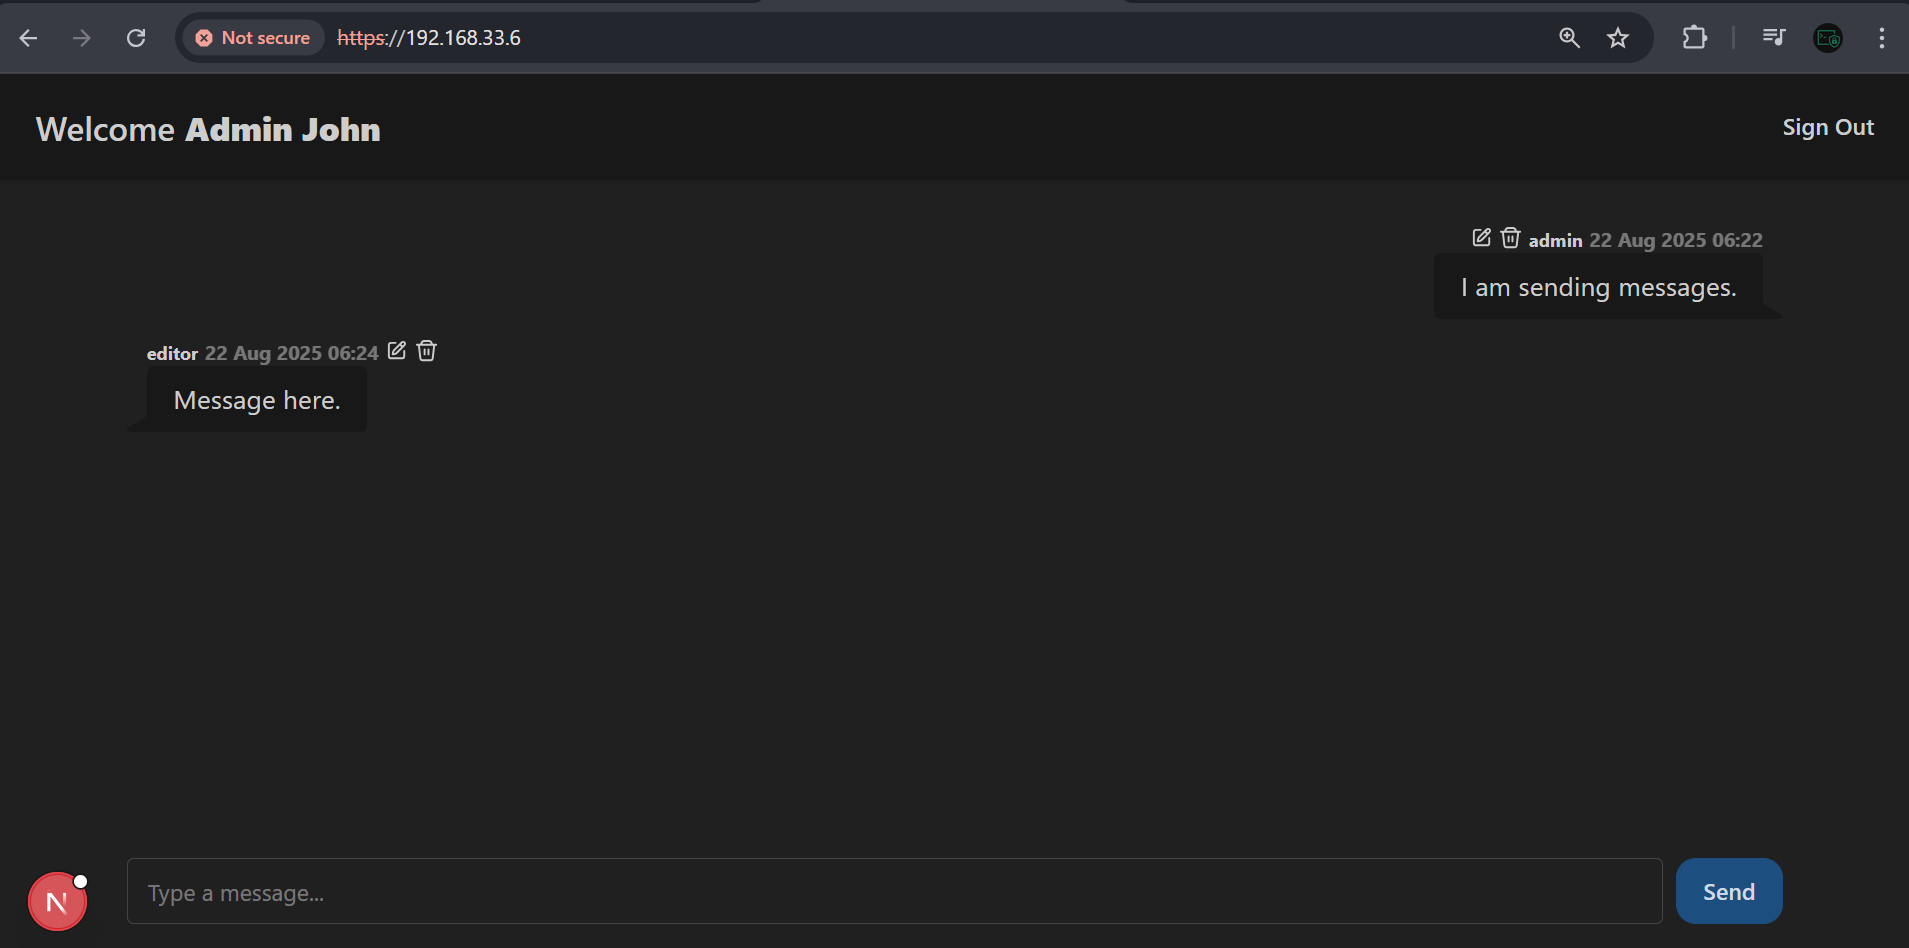 Not secure https://192.168.33.6
Welcome Admin John
Sign Out
admin 22 Aug 2025 06:22
I am sending messages.
editor 22 Aug 2025 06:24
Message here.
N
Type a message...
Send